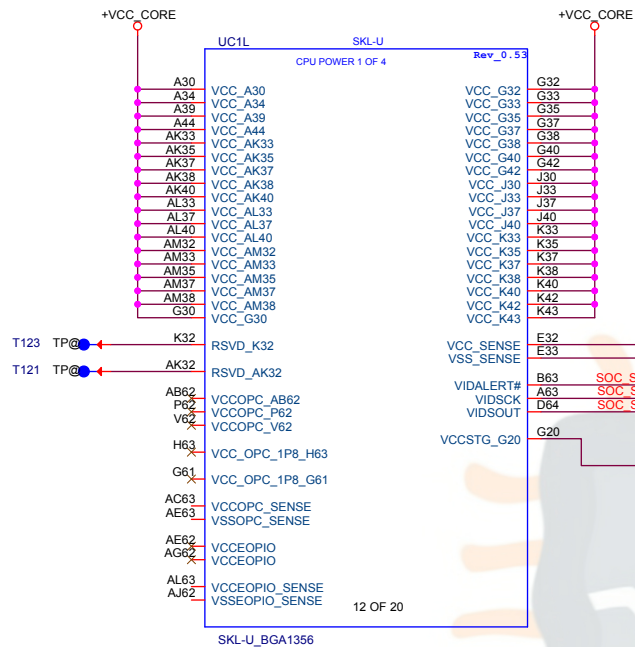 +VCC_CORE +VCC_CORE
UC1L SKL-U Rev_0.53
CPU POWER 1 OF 4
A30 VCC_A30 VCC_G32 G32
A34 VCC_A34 VCC_G33 G33
A39 VCC_A39 VCC_G35 G35
A44 VCC_A44 VCC_G37 G37
AK33 VCC_AK33 VCC_G38 G38
AK35 VCC_AK35 VCC_G40 G40
AK37 VCC_AK37 VCC_G42 G42
AK38 VCC_AK38 VCC_J30 J30
AK40 VCC_AK40 VCC_J33 J33
AL33 VCC_AL33 VCC_J37 J37
AL37 VCC_AL37 VCC_J40 J40
AL40 VCC_AL40 VCC_K33 K33
AM32 VCC_AM32 VCC_K35 K35
AM33 VCC_AM33 VCC_K37 K37
AM35 VCC_AM35 VCC_K38 K38
AM37 VCC_AM37 VCC_K40 K40
AM38 VCC_AM38 VCC_K42 K42
G30 VCC_G30 VCC_K43 K43
T123 TP@ K32 RSVD_K32 VCC_SENSE E32
VSS_SENSE E33
T121 TP@ AK32 RSVD_AK32
VIDALERT# B63 SOC_S
AB62 VCCOPC_AB62 VIDSCK A63 SOC_S
P62 VCCOPC_P62 VIDSOUT D64 SOC_S
V62 VCCOPC_V62
VCCSTG_G20 G20
H63 VCC_OPC_1P8_H63
G61 VCC_OPC_1P8_G61
AC63 VCCOPC_SENSE
AE63 VSSOPC_SENSE
AE62 VCCEOPIO
AG62 VCCEOPIO
AL63 VCCEOPIO_SENSE
AJ62 VSSEOPIO_SENSE
12 OF 20
SKL-U_BGA1356